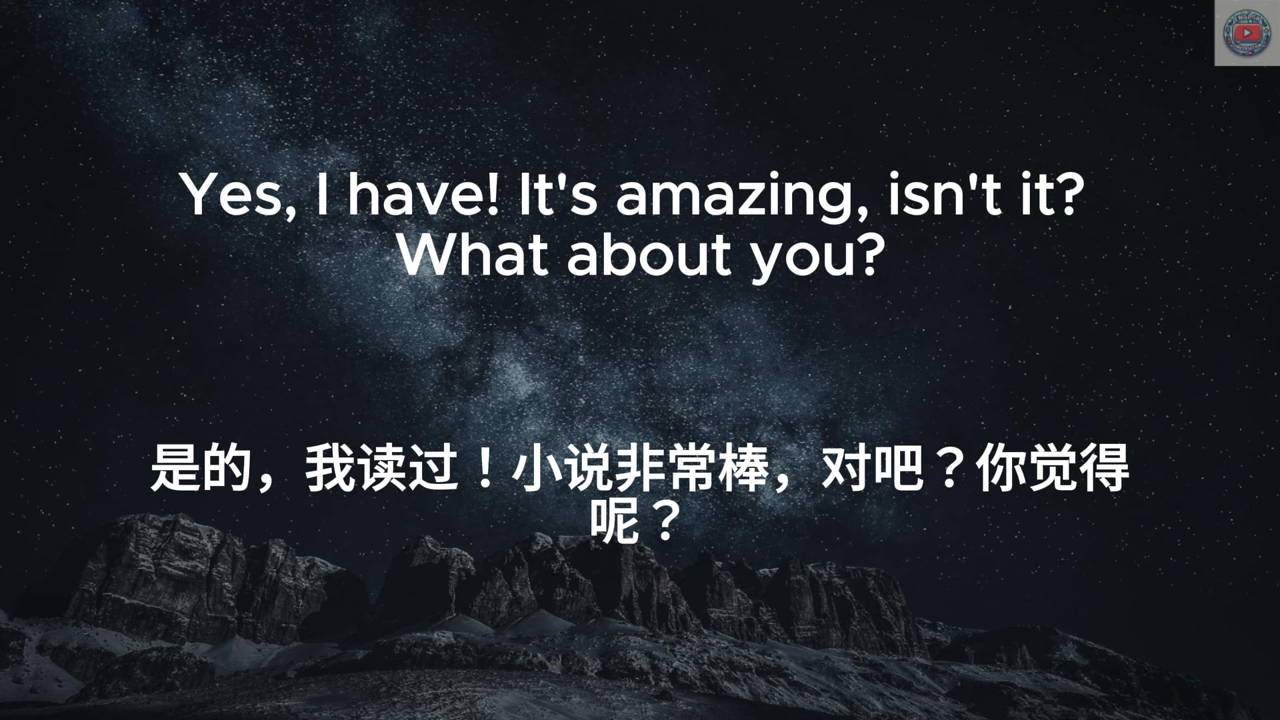 Yes, I have! It's amazing, isn't it?
What about you?
是的，我读过！小说非常棒，对吧？你觉得
呢？